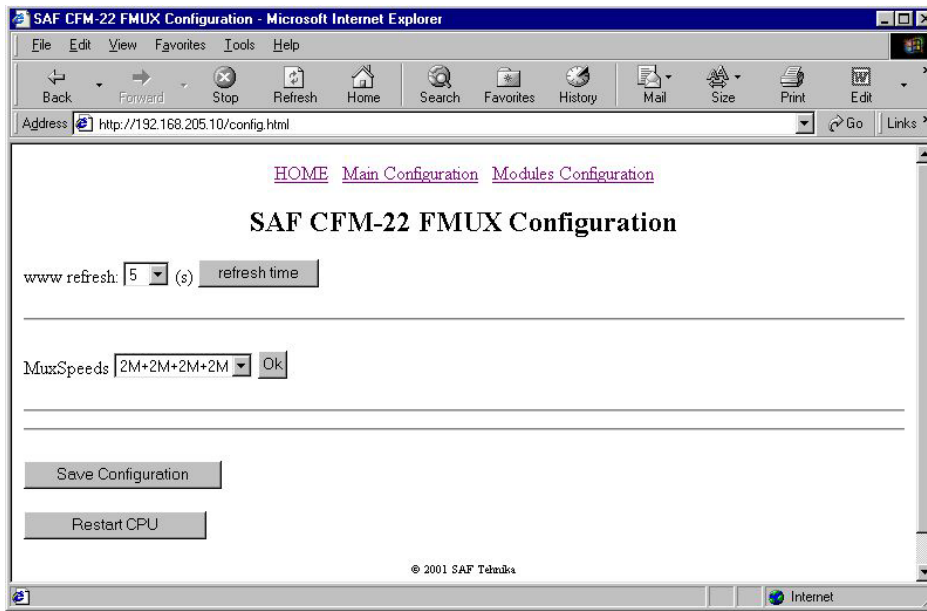 SAF CFM-22 FMUX Configuration - Microsoft Internet Explorer
File Edit View Favorites Tools Help
Back Forward Stop Refresh Home Search Favorites History Mail Size Print Edit
Address http://192.168.205.10/config.html Go Links
HOME Main Configuration Modules Configuration
SAF CFM-22 FMUX Configuration
www refresh: 5 (s) refresh time
MuxSpeeds 2M+2M+2M+2M Ok
Save Configuration
Restart CPU
© 2001 SAF Tehnika
Internet